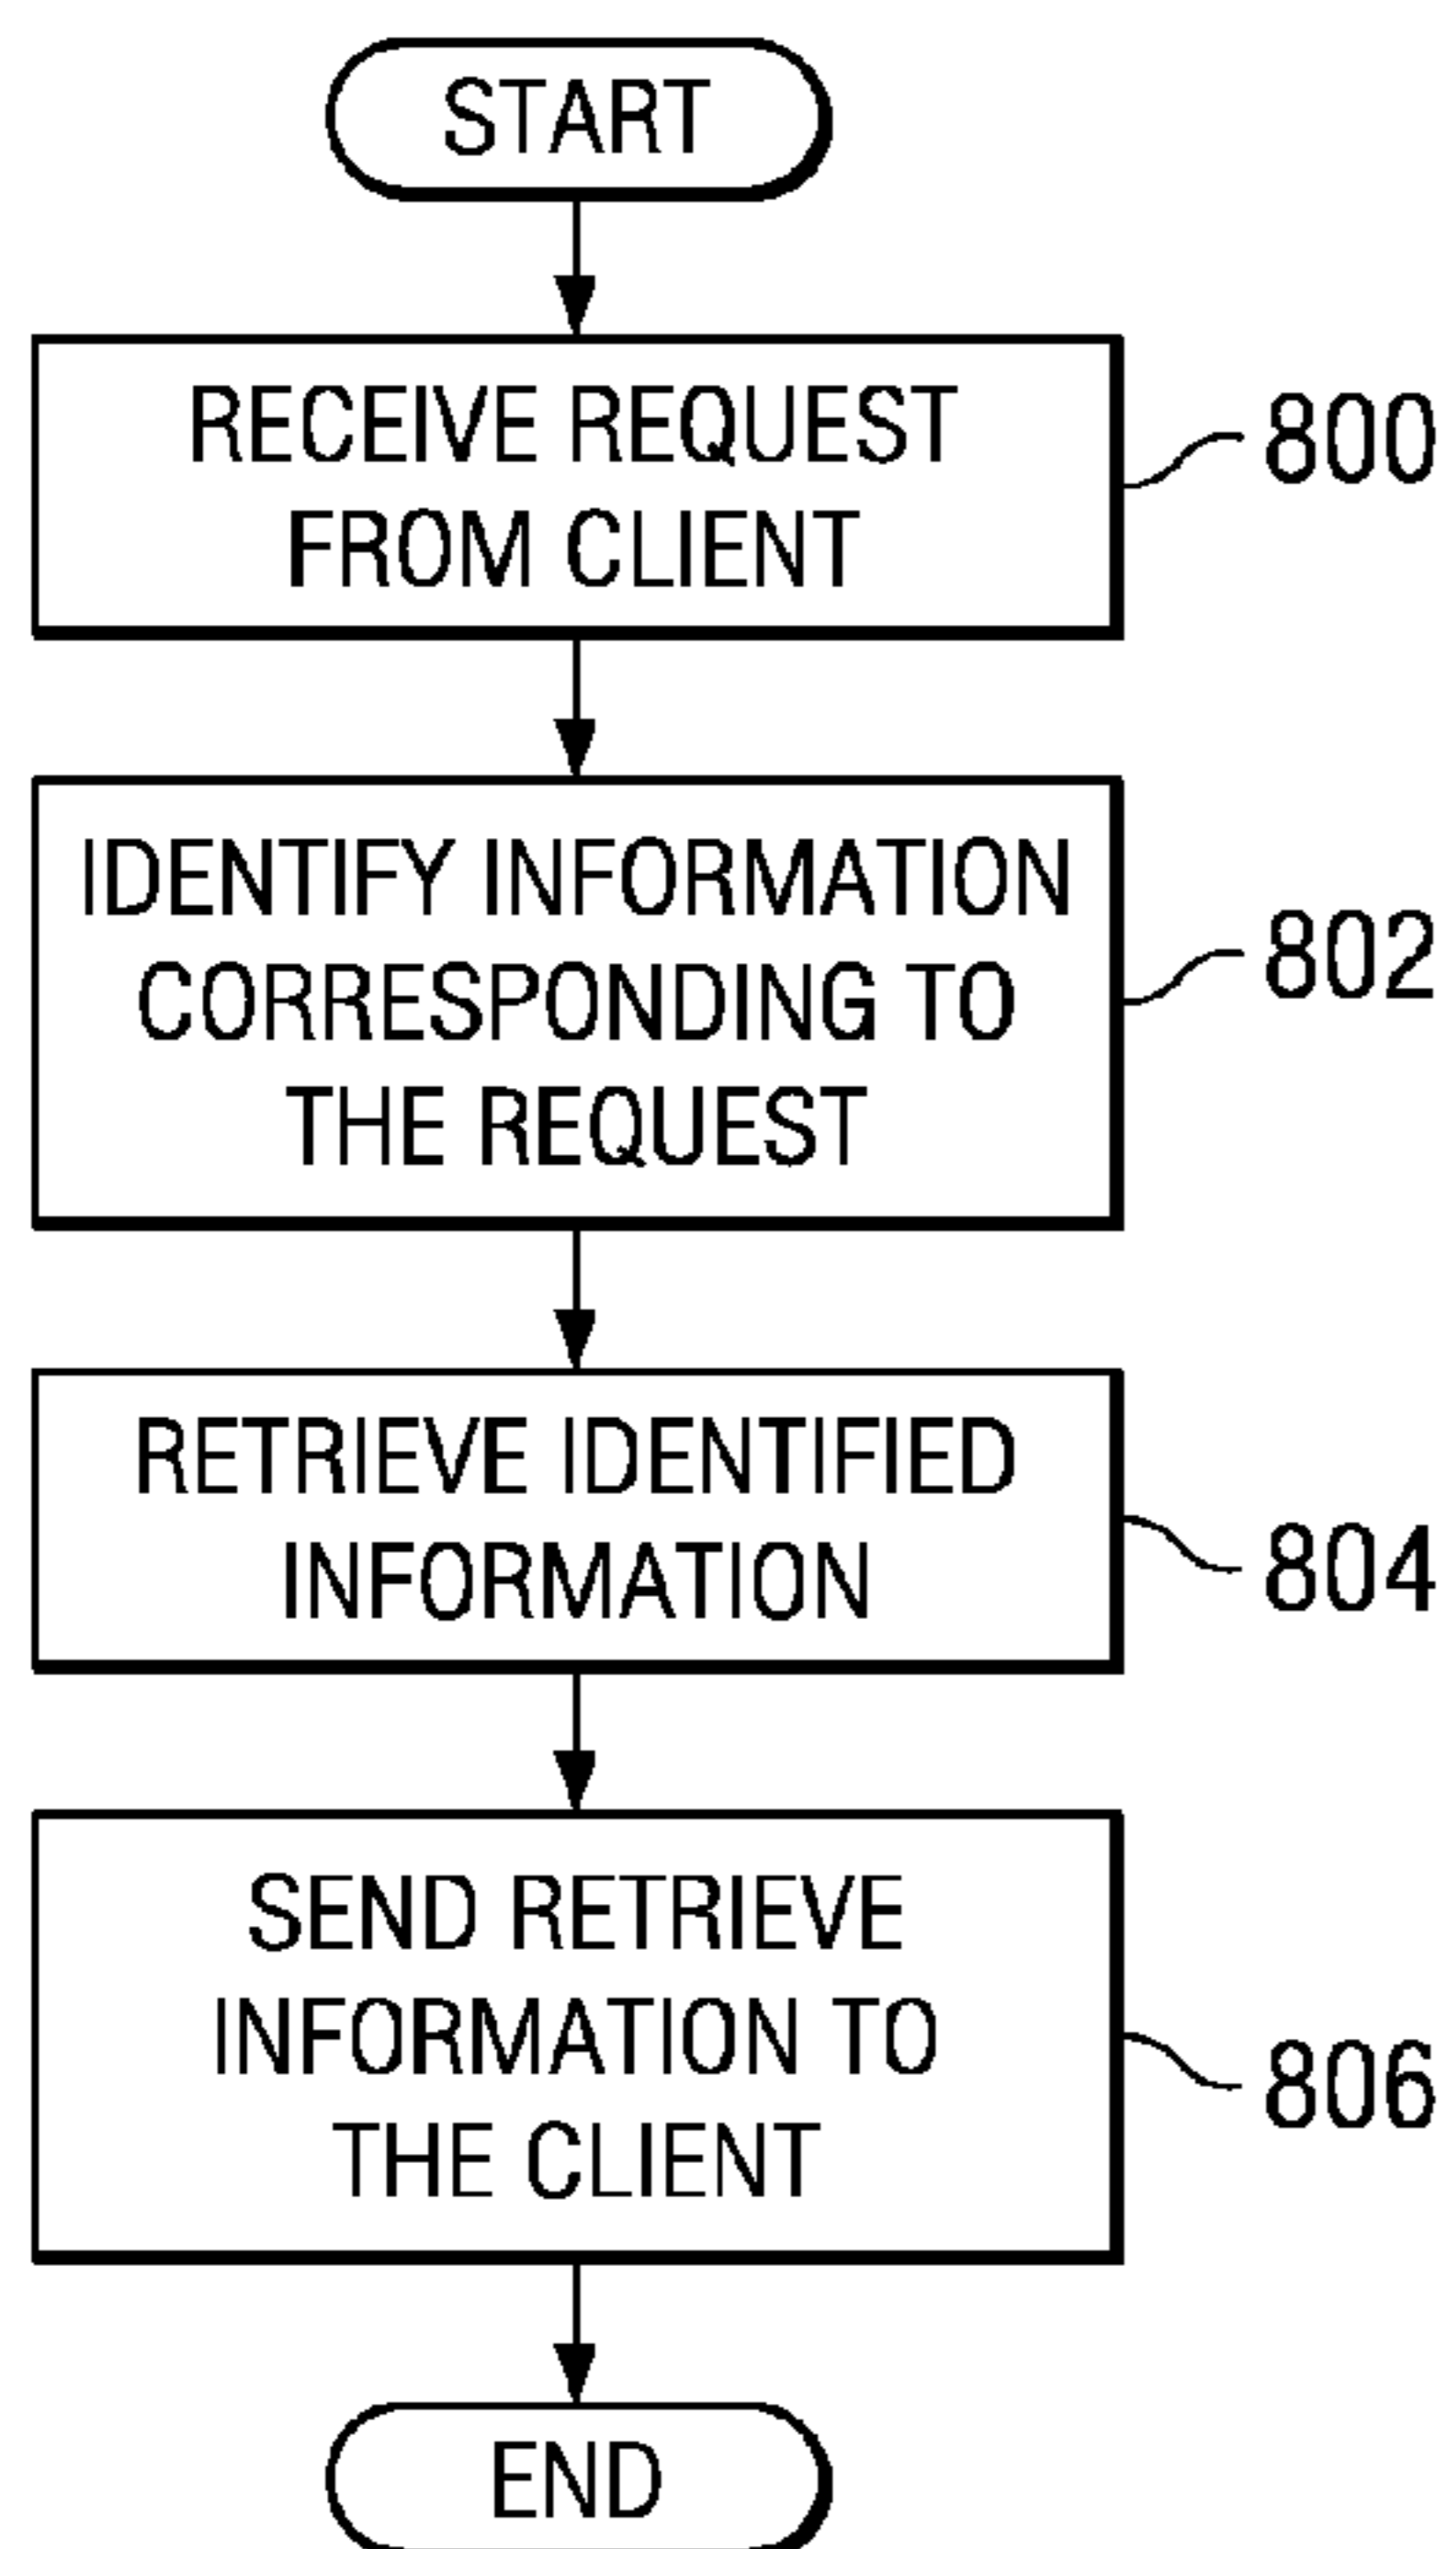 START
RECEIVE REQUEST
FROM CLIENT
800
IDENTIFY INFORMATION
CORRESPONDING TO
THE REQUEST
802
RETRIEVE IDENTIFIED
INFORMATION
804
SEND RETRIEVE
INFORMATION TO
THE CLIENT
806
END